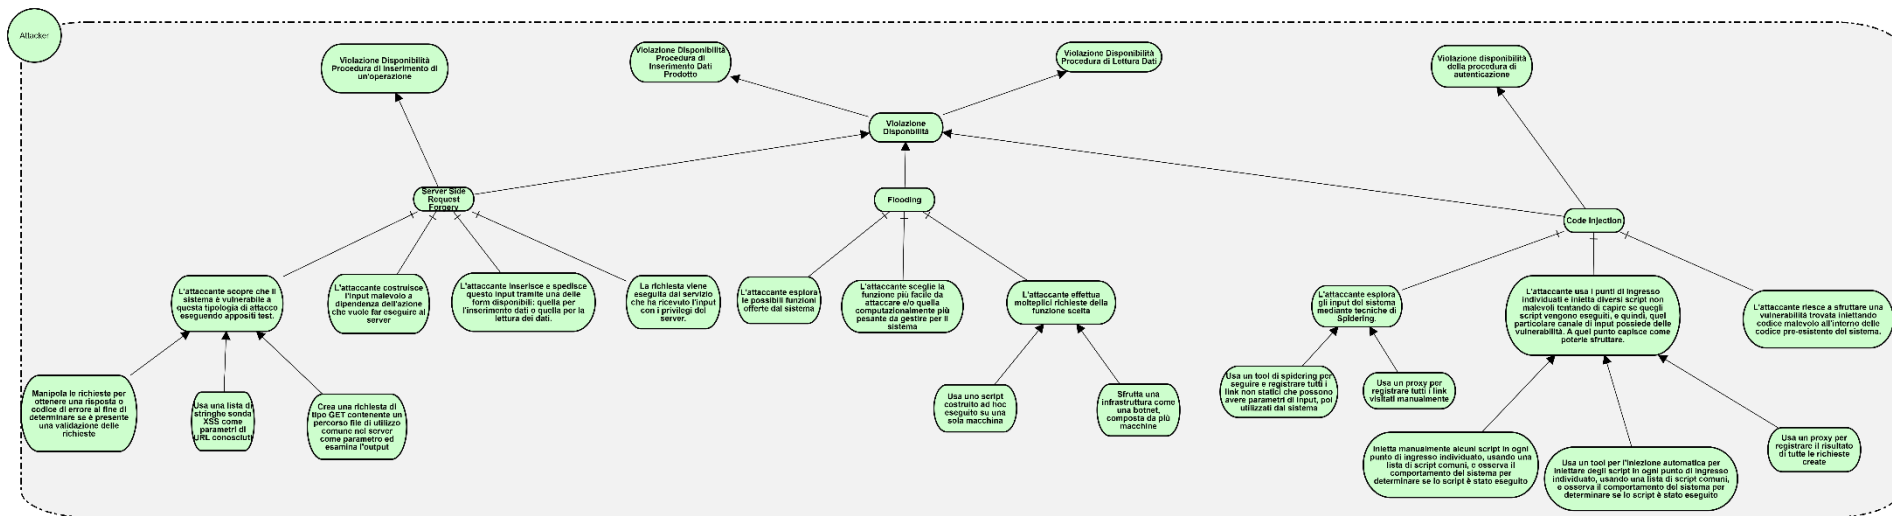 Attacker
Violazione Disponibilità
Procedura di inserimento di
un'operazione
Violazione Disponibilità
Procedura di
Inserimento Dati
Prodotto
Violazione Disponibilità
Procedura di Lettura Dati
Violazione disponibilità
della procedura di
autenticazione
Violazione
Disponbilità
Server Side
Request
Forgery
Flooding
Code Injection
L'attaccante scopre che il
sistema è vulnerabile a
questa tipologia di attacco
eseguendo appositi test.
L'attaccante costruisce
l'input malevolo a
dipendenza dell'azione
che vuole far eseguire al
server
L'attaccante inserisce e spedisce
questo input tramite una delle
form disponibili: quella per
l'inserimento dati o quella per la
lettura dei dati.
La richiesta viene
eseguita dal servizio
che ha ricevuto l'input
con i privilegi del
server.
L'attaccante esplora
le possibili funzioni
offerte dal sistema
L'attaccante sceglie la
funzione più facile da
attaccare e/o quella
computazionalmente più
pesante da gestire per il
sistema
L'attaccante effettua
molteplici richieste della
funzione scelta
L'attaccante esplora
gli input del sistema
mediante tecniche di
Spidering.
L'attaccante usa i punti di ingresso
individuati e inietta diversi script non
malevoli tentando di capire se quegli
script vengono eseguiti, e quindi, quel
particolare canale di input possiede delle
vulnerabilità. A quel punto capisce come
poterle sfruttare.
L'attaccante riesce a sfruttare una
vulnerabilità trovata iniettando
codice malevolo all'interno delle
codice pre-esistente del sistema.
Manipola le richieste per
ottenere una risposta o
codice di errore al fine di
determinare se è presente
una validazione delle
richieste
Usa una lista di
stringhe sonda
XSS come
parametri di
URL conosciuti
Crea una richiesta di
tipo GET contenente un
percorso file di utilizzo
comune nel server
come parametro ed
esamina l'output
Usa uno script
costruito ad hoc
eseguito su una
sola macchina
Sfrutta una
infrastruttura come
una botnet,
composta da più
macchine
Usa un tool di spidering per
seguire e registrare tutti i
link non statici che possono
avere parametri di input, poi
utilizzati dal sistema
Usa un proxy per
registrare tutti i link
visitati manualmente
Inietta manualmente alcuni script in ogni
punto di ingresso individuato, usando una
lista di script comuni, e osserva il
comportamento del sistema per
determinare se lo script è stato eseguito
Usa un tool per l'iniezione automatica per
iniettare degli script in ogni punto di ingresso
individuato, usando una lista di script comuni,
e osserva il comportamento del sistema per
determinare se lo script è stato eseguito
Usa un proxy per
registrare il risultato
di tutte le richieste
create